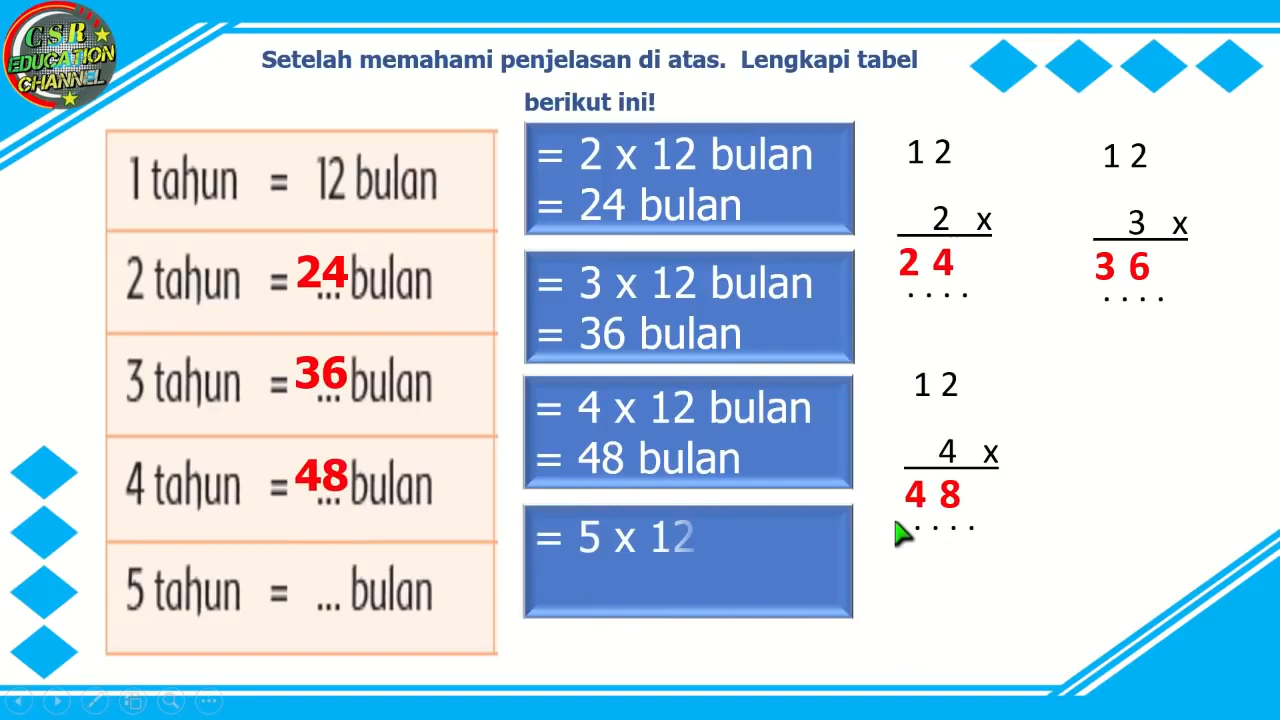 CSR
EDUCATION
CHANNEL
Setelah memahami penjelasan di atas. Lengkapi tabel
berikut ini!
1 tahun = 12 bulan
2 tahun = 24 ... bulan
3 tahun = 36 ... bulan
4 tahun = 48 ... bulan
5 tahun = ... bulan
= 2 x 12 bulan
= 24 bulan
= 3 x 12 bulan
= 36 bulan
= 4 x 12 bulan
= 48 bulan
= 5 x 12
1 2
2 x
2 4
. . . .
1 2
3 x
3 6
. . . .
1 2
4 x
4 8
. . . .